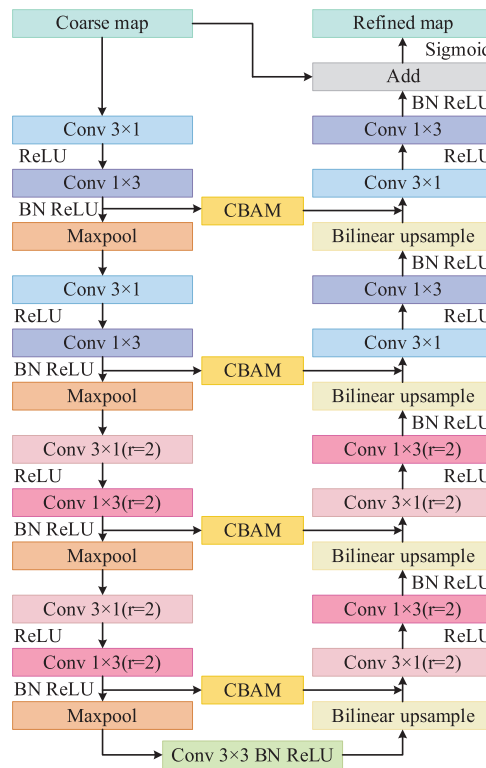 Coarse map
Refined map
Sigmoid
Add
BN ReLU
Conv 3×1
Conv 1×3
ReLU
ReLU
Conv 1×3
Conv 3×1
BN ReLU
CBAM
Maxpool
Bilinear upsample
BN ReLU
Conv 3×1
Conv 1×3
ReLU
ReLU
Conv 1×3
Conv 3×1
BN ReLU
CBAM
Maxpool
Bilinear upsample
BN ReLU
Conv 3×1(r=2)
Conv 1×3(r=2)
ReLU
ReLU
Conv 1×3(r=2)
Conv 3×1(r=2)
BN ReLU
CBAM
Maxpool
Bilinear upsample
BN ReLU
Conv 3×1(r=2)
Conv 1×3(r=2)
ReLU
ReLU
Conv 1×3(r=2)
Conv 3×1(r=2)
BN ReLU
CBAM
Maxpool
Bilinear upsample
Conv 3×3 BN ReLU